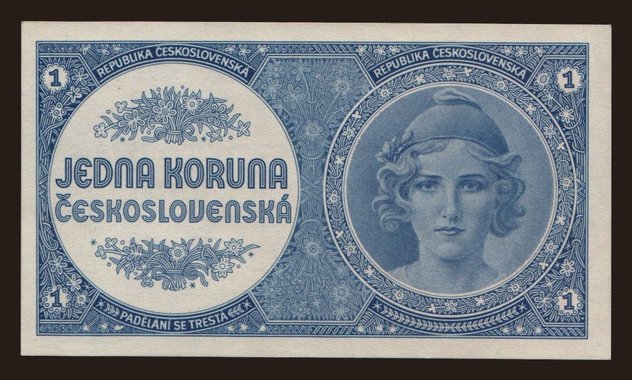 REPUBLIKA ČESKOSLOVENSKÁ
REPUBLIKA ČESKOSLOVENSKÁ
1
1
JEDNA KORUNA
ČESKOSLOVENSKÁ
1
1
PADĚLÁNÍ SE TRESTÁ